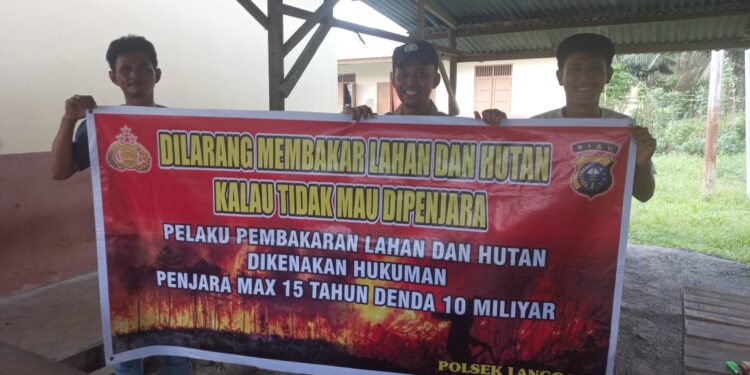 DILARANG MEMBAKAR LAHAN DAN HUTAN
RIAU
KALAU TIDAK MAU DIPENJARA
PELAKU PEMBAKARAN LAHAN DAN HUTAN
DIKENAKAN HUKUMAN
PENJARA MAX 15 TAHUN DENDA 10 MILIYAR
POLSEK